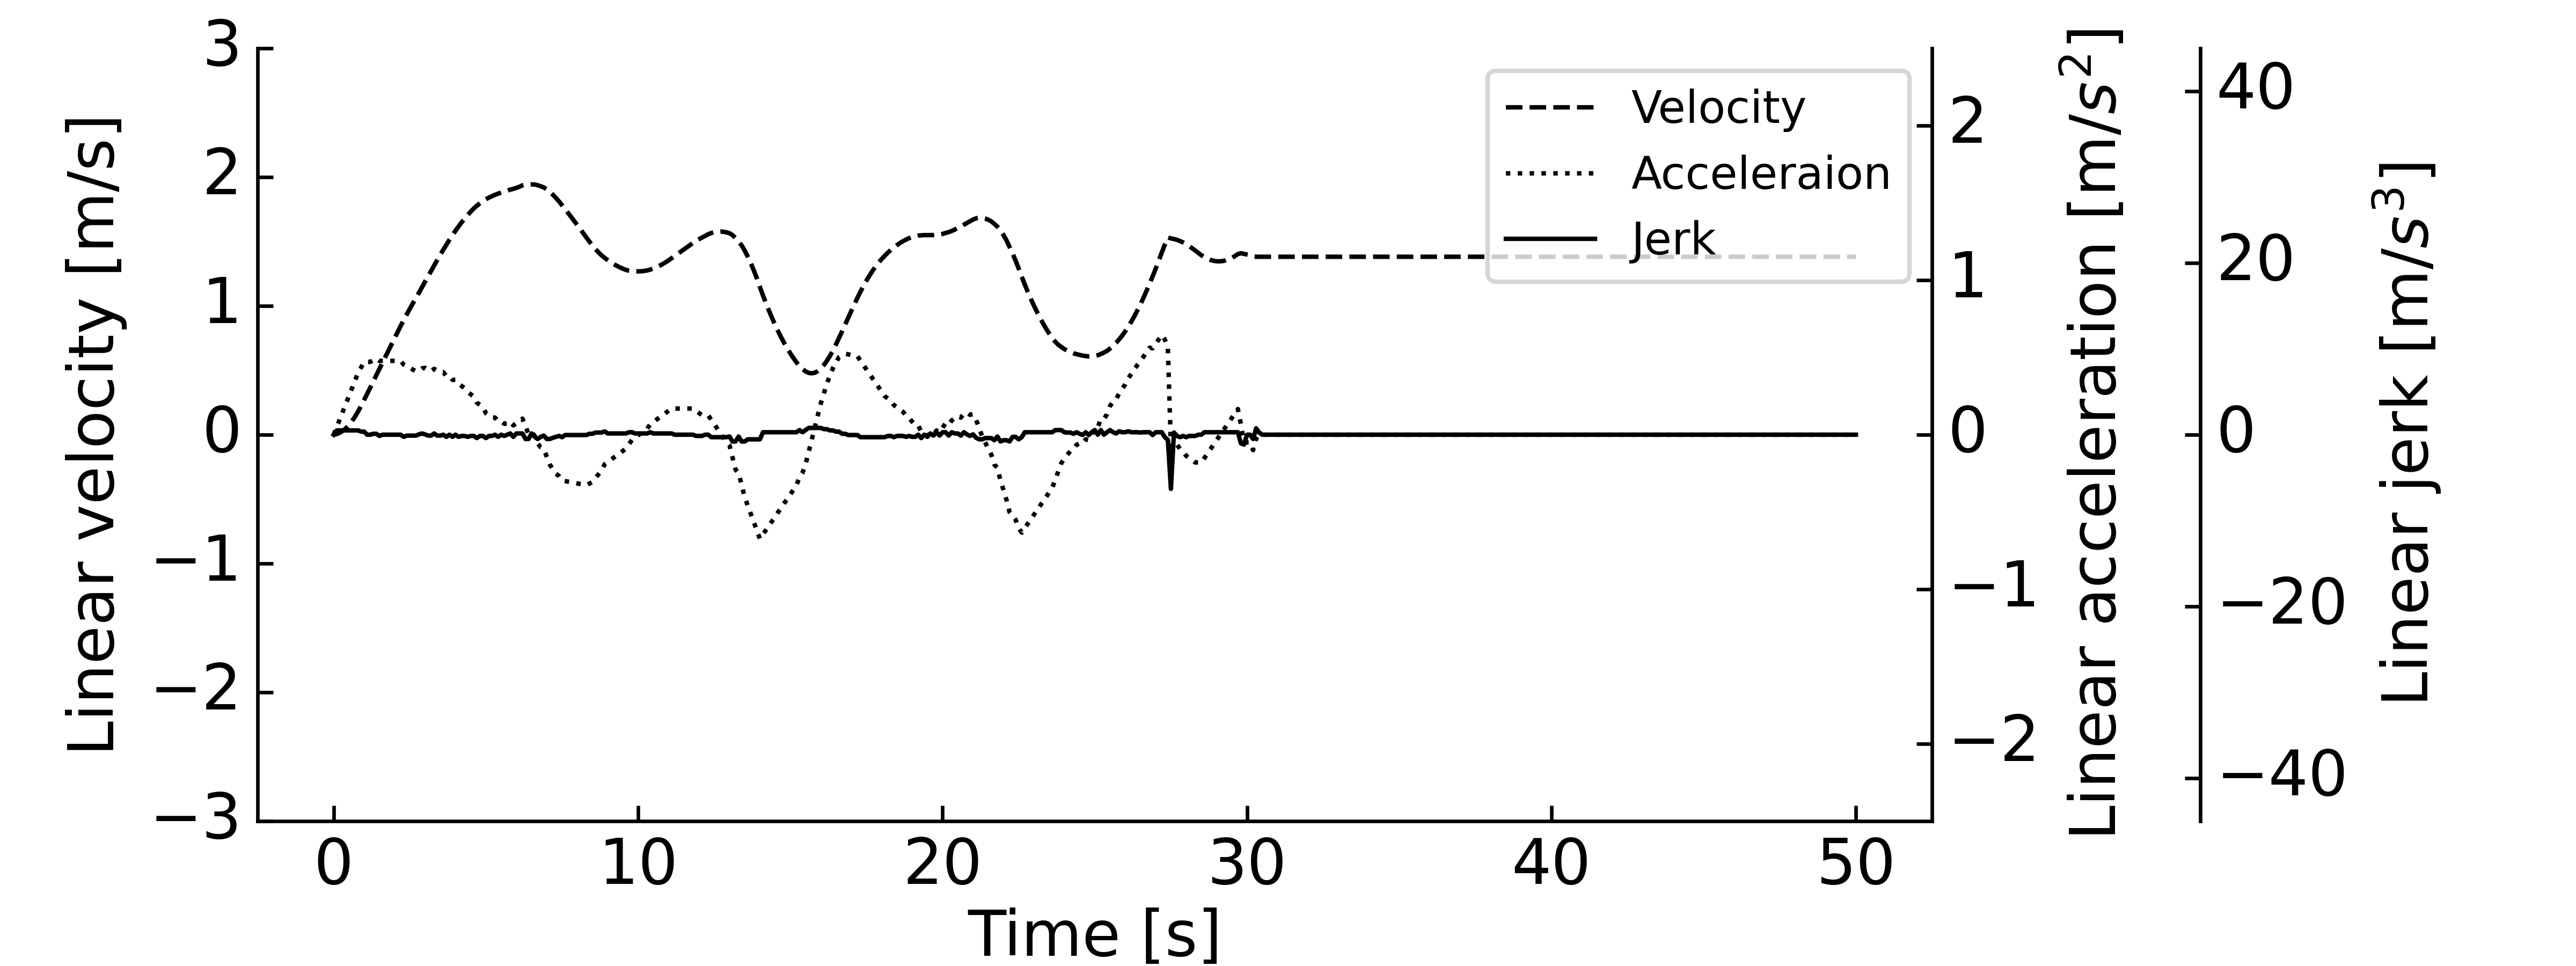 Linear velocity [m/s]
3
2
1
0
−1
−2
−3
0 10 20 30 40 50
Time [s]
Velocity
Acceleraion
Jerk
2
1
0
−1
−2
Linear acceleration [m/s²]
40
20
0
−20
−40
Linear jerk [m/s³]